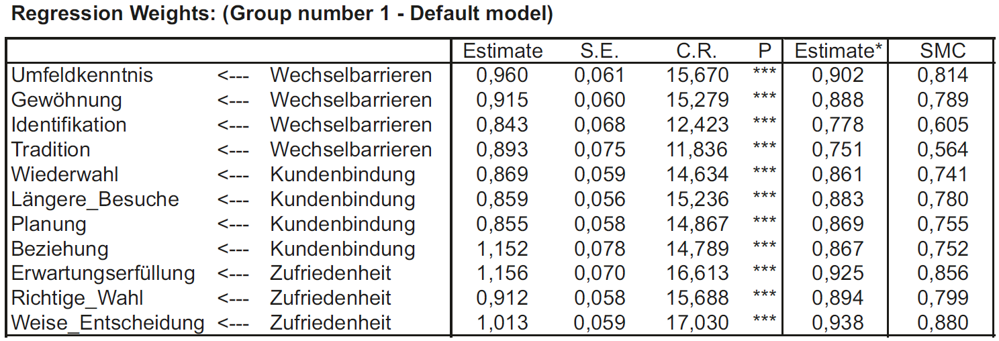 Regression Weights: (Group number 1 - Default model)
Estimate S.E. C.R. P Estimate* SMC
Umfeldkenntnis <--- Wechselbarrieren 0,960 0,061 15,670 *** 0,902 0,814
Gewöhnung <--- Wechselbarrieren 0,915 0,060 15,279 *** 0,888 0,789
Identifikation <--- Wechselbarrieren 0,843 0,068 12,423 *** 0,778 0,605
Tradition <--- Wechselbarrieren 0,893 0,075 11,836 *** 0,751 0,564
Wiederwahl <--- Kundenbindung 0,869 0,059 14,634 *** 0,861 0,741
Längere_Besuche <--- Kundenbindung 0,859 0,056 15,236 *** 0,883 0,780
Planung <--- Kundenbindung 0,855 0,058 14,867 *** 0,869 0,755
Beziehung <--- Kundenbindung 1,152 0,078 14,789 *** 0,867 0,752
Erwartungserfüllung <--- Zufriedenheit 1,156 0,070 16,613 *** 0,925 0,856
Richtige_Wahl <--- Zufriedenheit 0,912 0,058 15,688 *** 0,894 0,799
Weise_Entscheidung <--- Zufriedenheit 1,013 0,059 17,030 *** 0,938 0,880